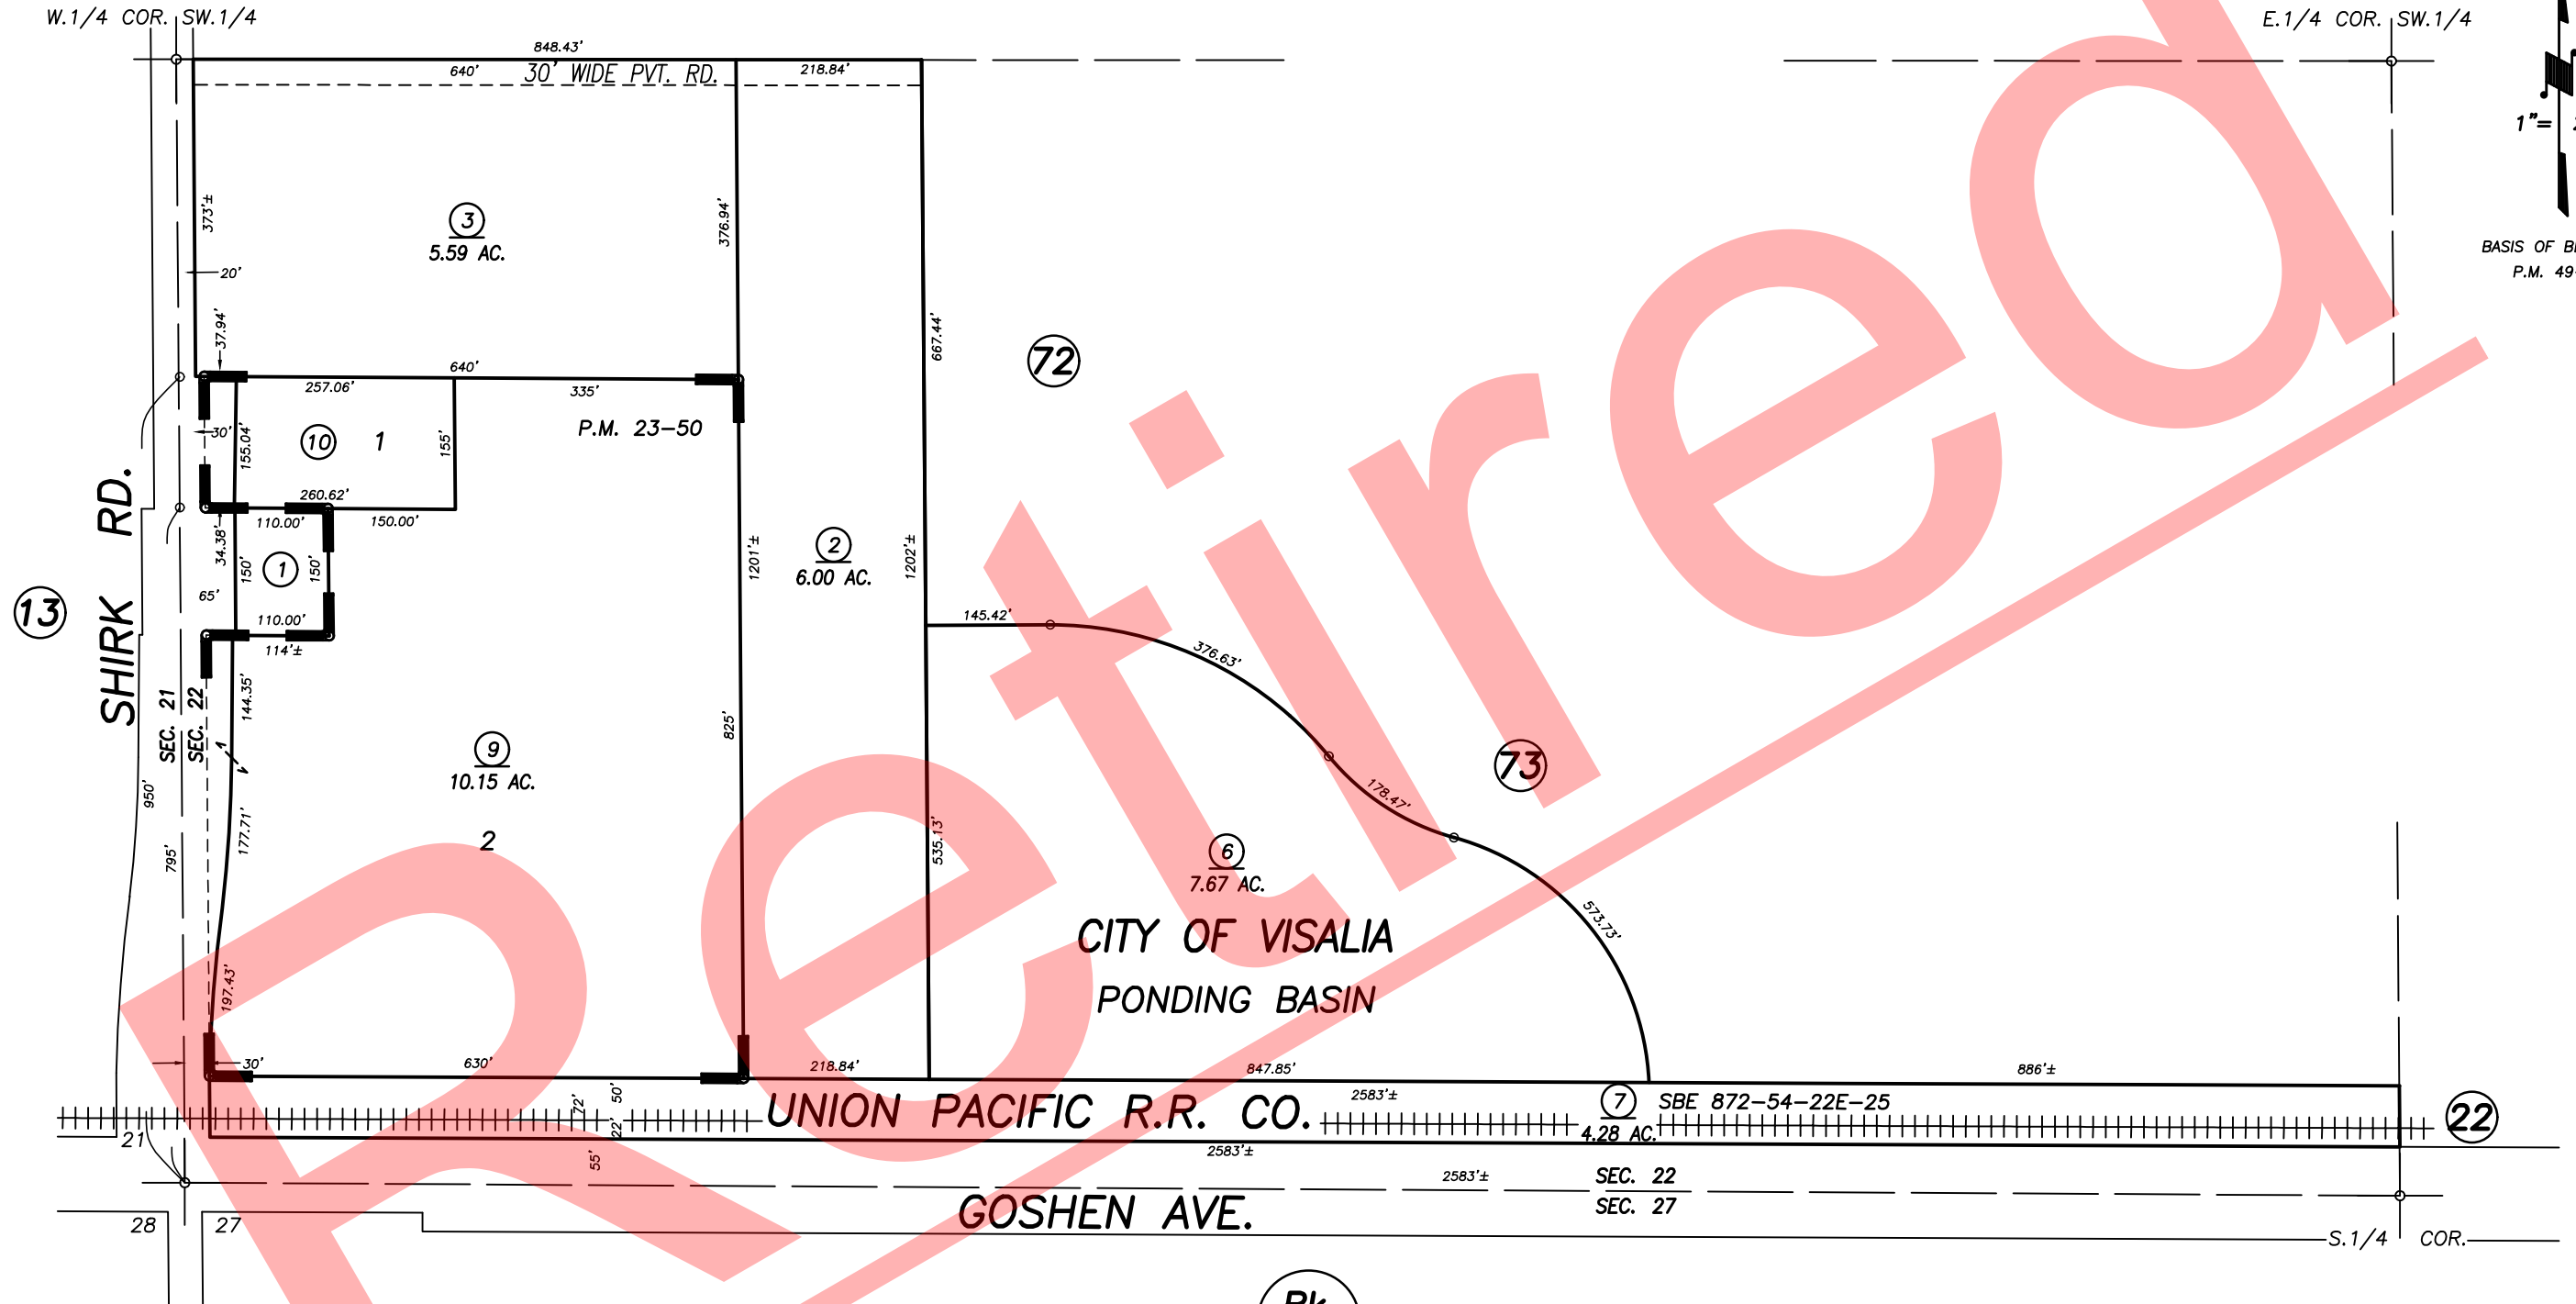 W.1/4 COR. SW.1/4
E.1/4 COR. SW.1/4
848.43'
640'
30' WIDE PVT. RD.
218.84'
1"=
BASIS OF
P.M. 49
373'±
3
5.59 AC.
376.94'
20'
37.94'
640'
257.06'
335'
667.44'
72
30'
155.04'
10
1
155'
P.M. 23-50
260.62'
110.00'
150.00'
34.38'
150'
1
150'
65'
110.00'
114'±
13
SHIRK RD.
1201'±
2
6.00 AC.
1202'±
145.42'
376.63'
178.47'
73
573.73'
SEC. 21
SEC. 22
144.35'
1
950'
795'
177.71'
197.43'
9
10.15 AC.
2
825'
535.13'
6
7.67 AC.
CITY OF VISALIA
PONDING BASIN
30'
630'
218.84'
847.85'
886'±
72'
50'
22'
55'
UNION PACIFIC R.R. CO.
2583'±
7
SBE 872-54-22E-25
4.28 AC.
22
21
2583'±
2583'±
SEC. 22
SEC. 27
GOSHEN AVE.
28
27
S.1/4 COR.
Bk
Retired